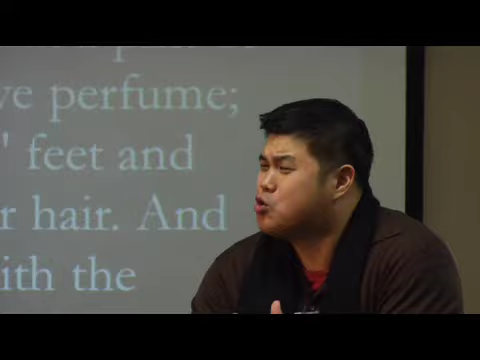 ve perfume;
' feet and
r hair. And
ith the